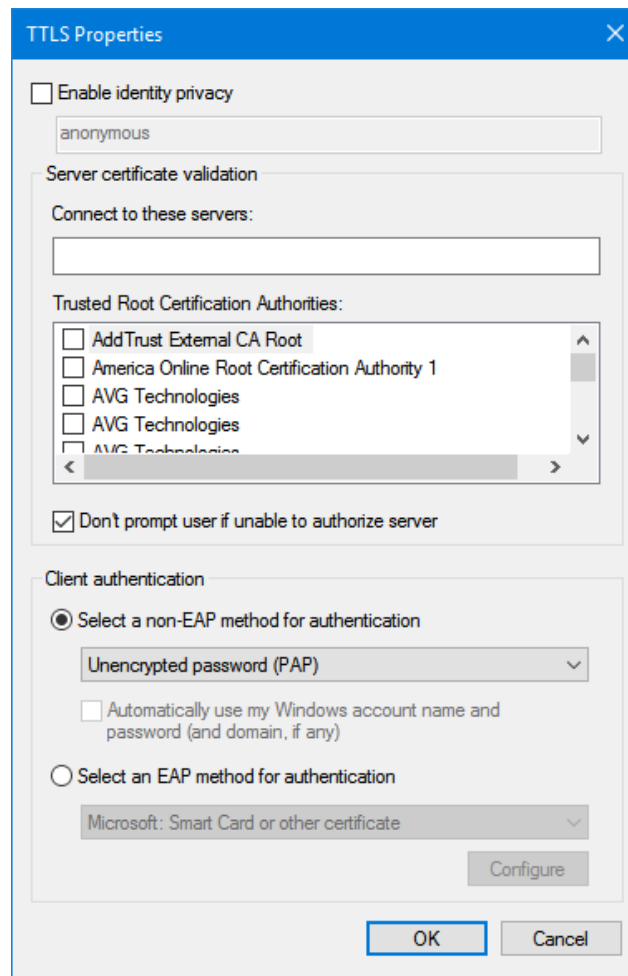 TTLS Properties
Enable identity privacy
anonymous
Server certificate validation
Connect to these servers:
Trusted Root Certification Authorities:
AddTrust External CA Root
America Online Root Certification Authority 1
AVG Technologies
AVG Technologies
AVG Technologies
Don't prompt user if unable to authorize server
Client authentication
Select a non-EAP method for authentication
Unencrypted password (PAP)
Automatically use my Windows account name and
password (and domain, if any)
Select an EAP method for authentication
Microsoft: Smart Card or other certificate
Configure
OK
Cancel